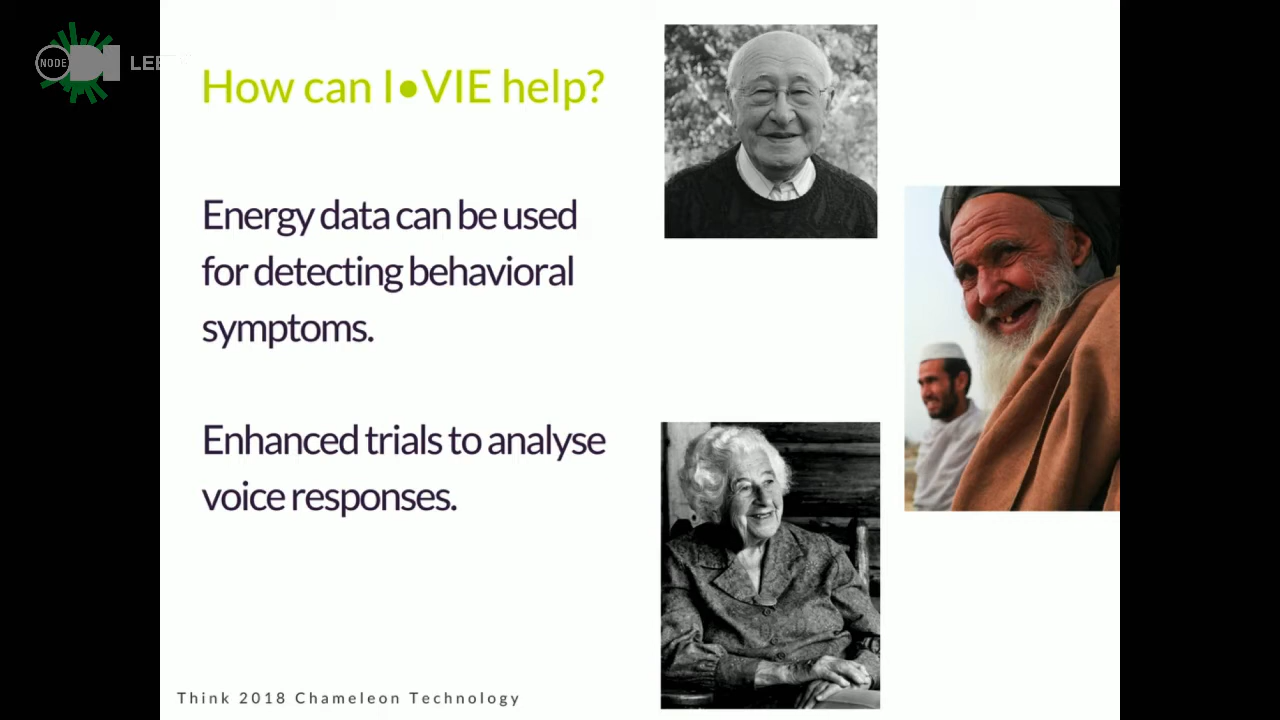 NODE
How can I•VIE help?
Energy data can be used
for detecting behavioral
symptoms.
Enhanced trials to analyse
voice responses.
Think 2018 Chameleon Technology